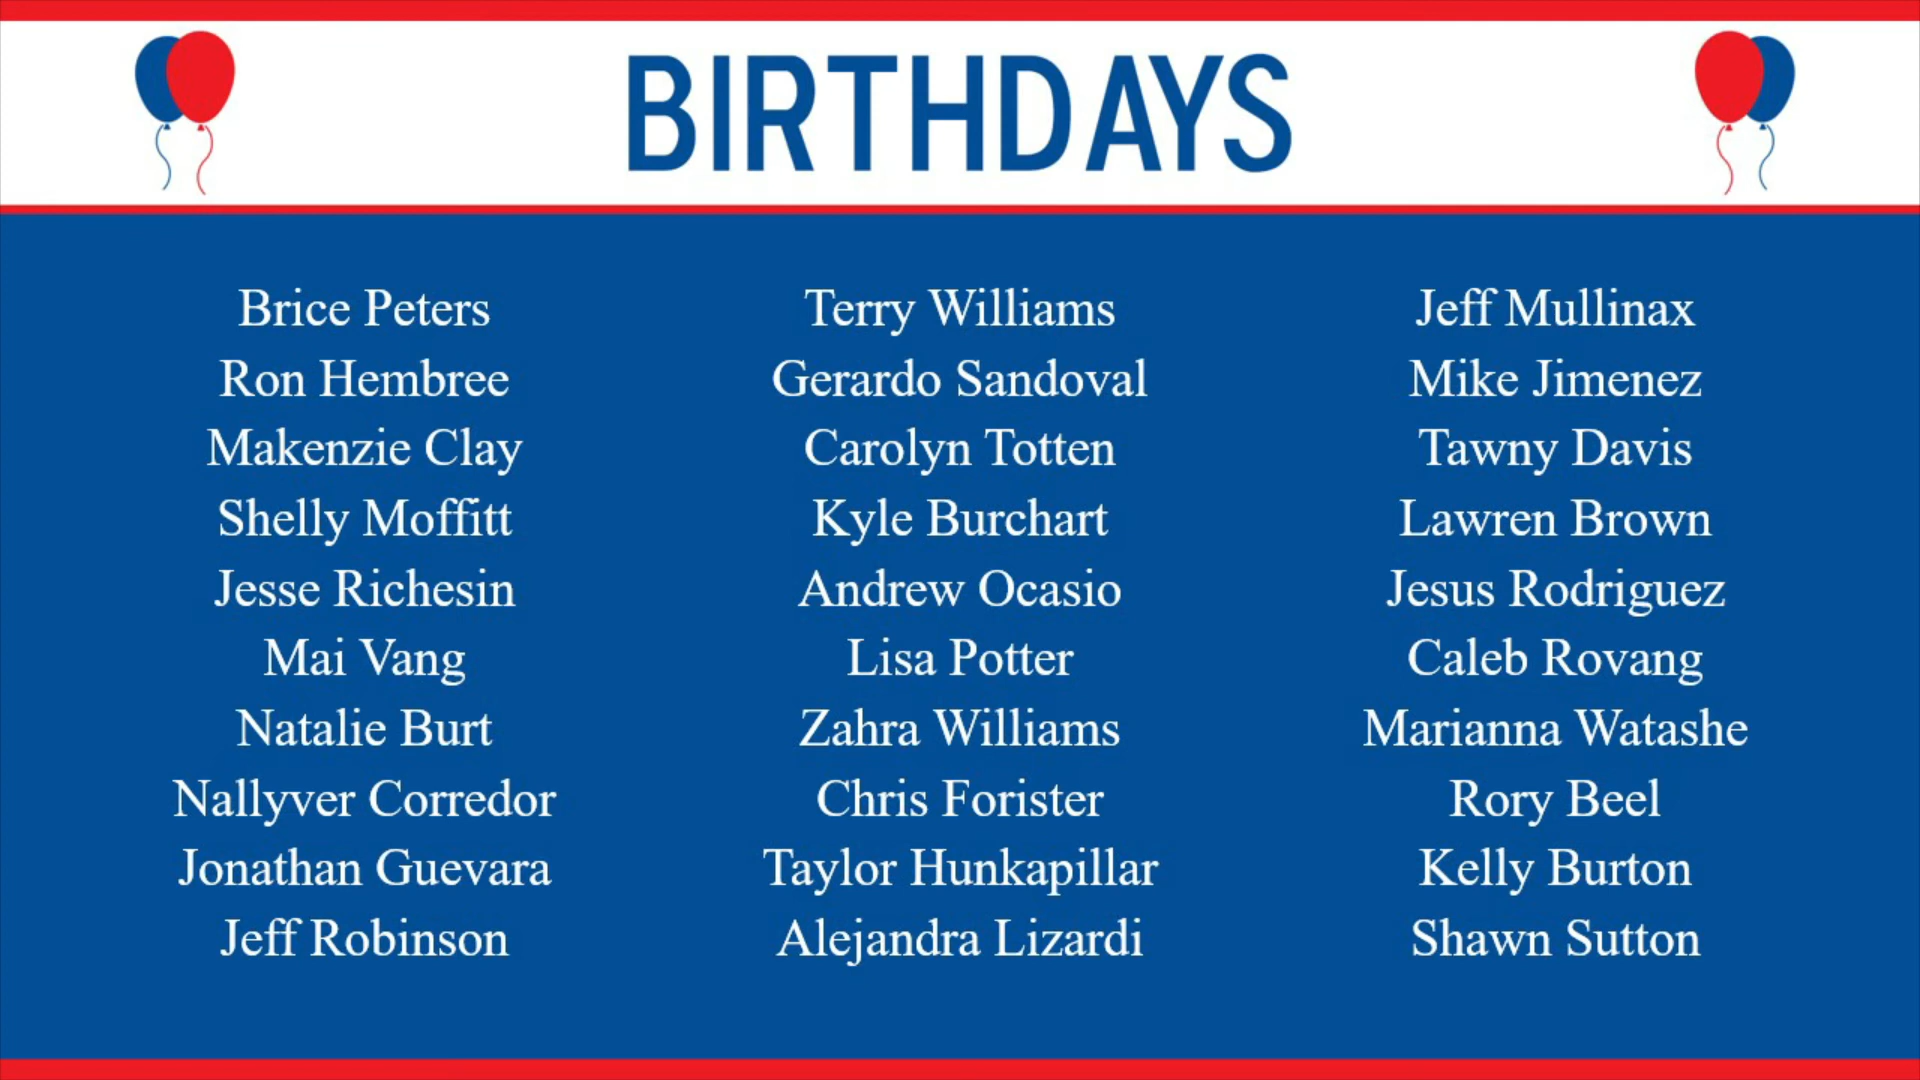 BIRTHDAYS
Brice Peters
Ron Hembree
Makenzie Clay
Shelly Moffitt
Jesse Richesin
Mai Vang
Natalie Burt
Nallyver Corredor
Jonathan Guevara
Jeff Robinson
Terry Williams
Gerardo Sandoval
Carolyn Totten
Kyle Burchart
Andrew Ocasio
Lisa Potter
Zahra Williams
Chris Forister
Taylor Hunkapillar
Alejandra Lizardi
Jeff Mullinax
Mike Jimenez
Tawny Davis
Lawren Brown
Jesus Rodriguez
Caleb Rovang
Marianna Watashe
Rory Beel
Kelly Burton
Shawn Sutton